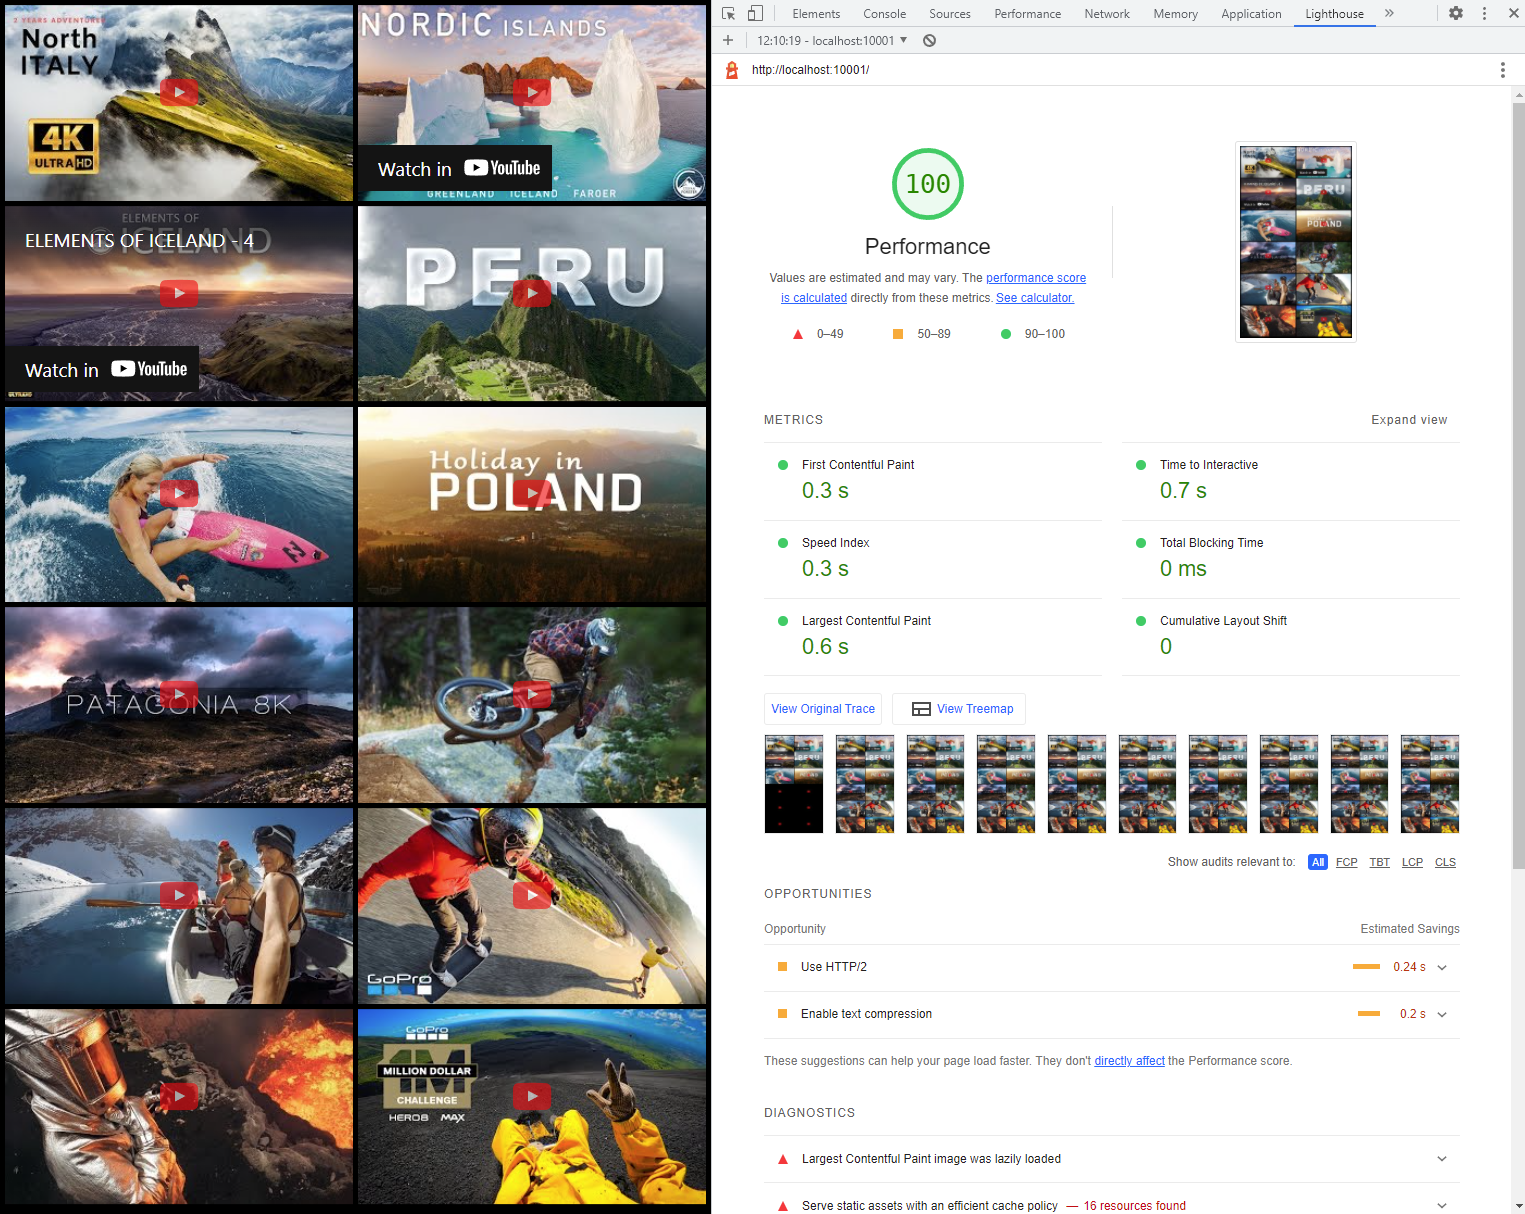 2 YEARS ADVENTURE
North
ITALY
4K
ULTRA HD
NORDIC ISLANDS
Watch in YouTube
GREENLAND ICELAND FAROER
ELEMENTS OF
ICELAND
ELEMENTS OF ICELAND - 4
Watch in YouTube
PERU
Holiday in
POLAND
PATAGONIA 8K
GoPro
GoPro
1M
MILLION DOLLAR
CHALLENGE
HERO8 MAX
Elements Console Sources Performance Network Memory Application Lighthouse
12:10:19 - localhost:10001
http://localhost:10001/
100
Performance
Values are estimated and may vary. The performance score
is calculated directly from these metrics. See calculator.
0–49 50–89 90–100
METRICS
Expand view
First Contentful Paint
0.3 s
Time to Interactive
0.7 s
Speed Index
0.3 s
Total Blocking Time
0 ms
Largest Contentful Paint
0.6 s
Cumulative Layout Shift
0
View Original Trace
View Treemap
Show audits relevant to: All FCP TBT LCP CLS
OPPORTUNITIES
Opportunity Estimated Savings
Use HTTP/2 0.24 s
Enable text compression 0.2 s
These suggestions can help your page load faster. They don't directly affect the Performance score.
DIAGNOSTICS
Largest Contentful Paint image was lazily loaded
Serve static assets with an efficient cache policy — 16 resources found